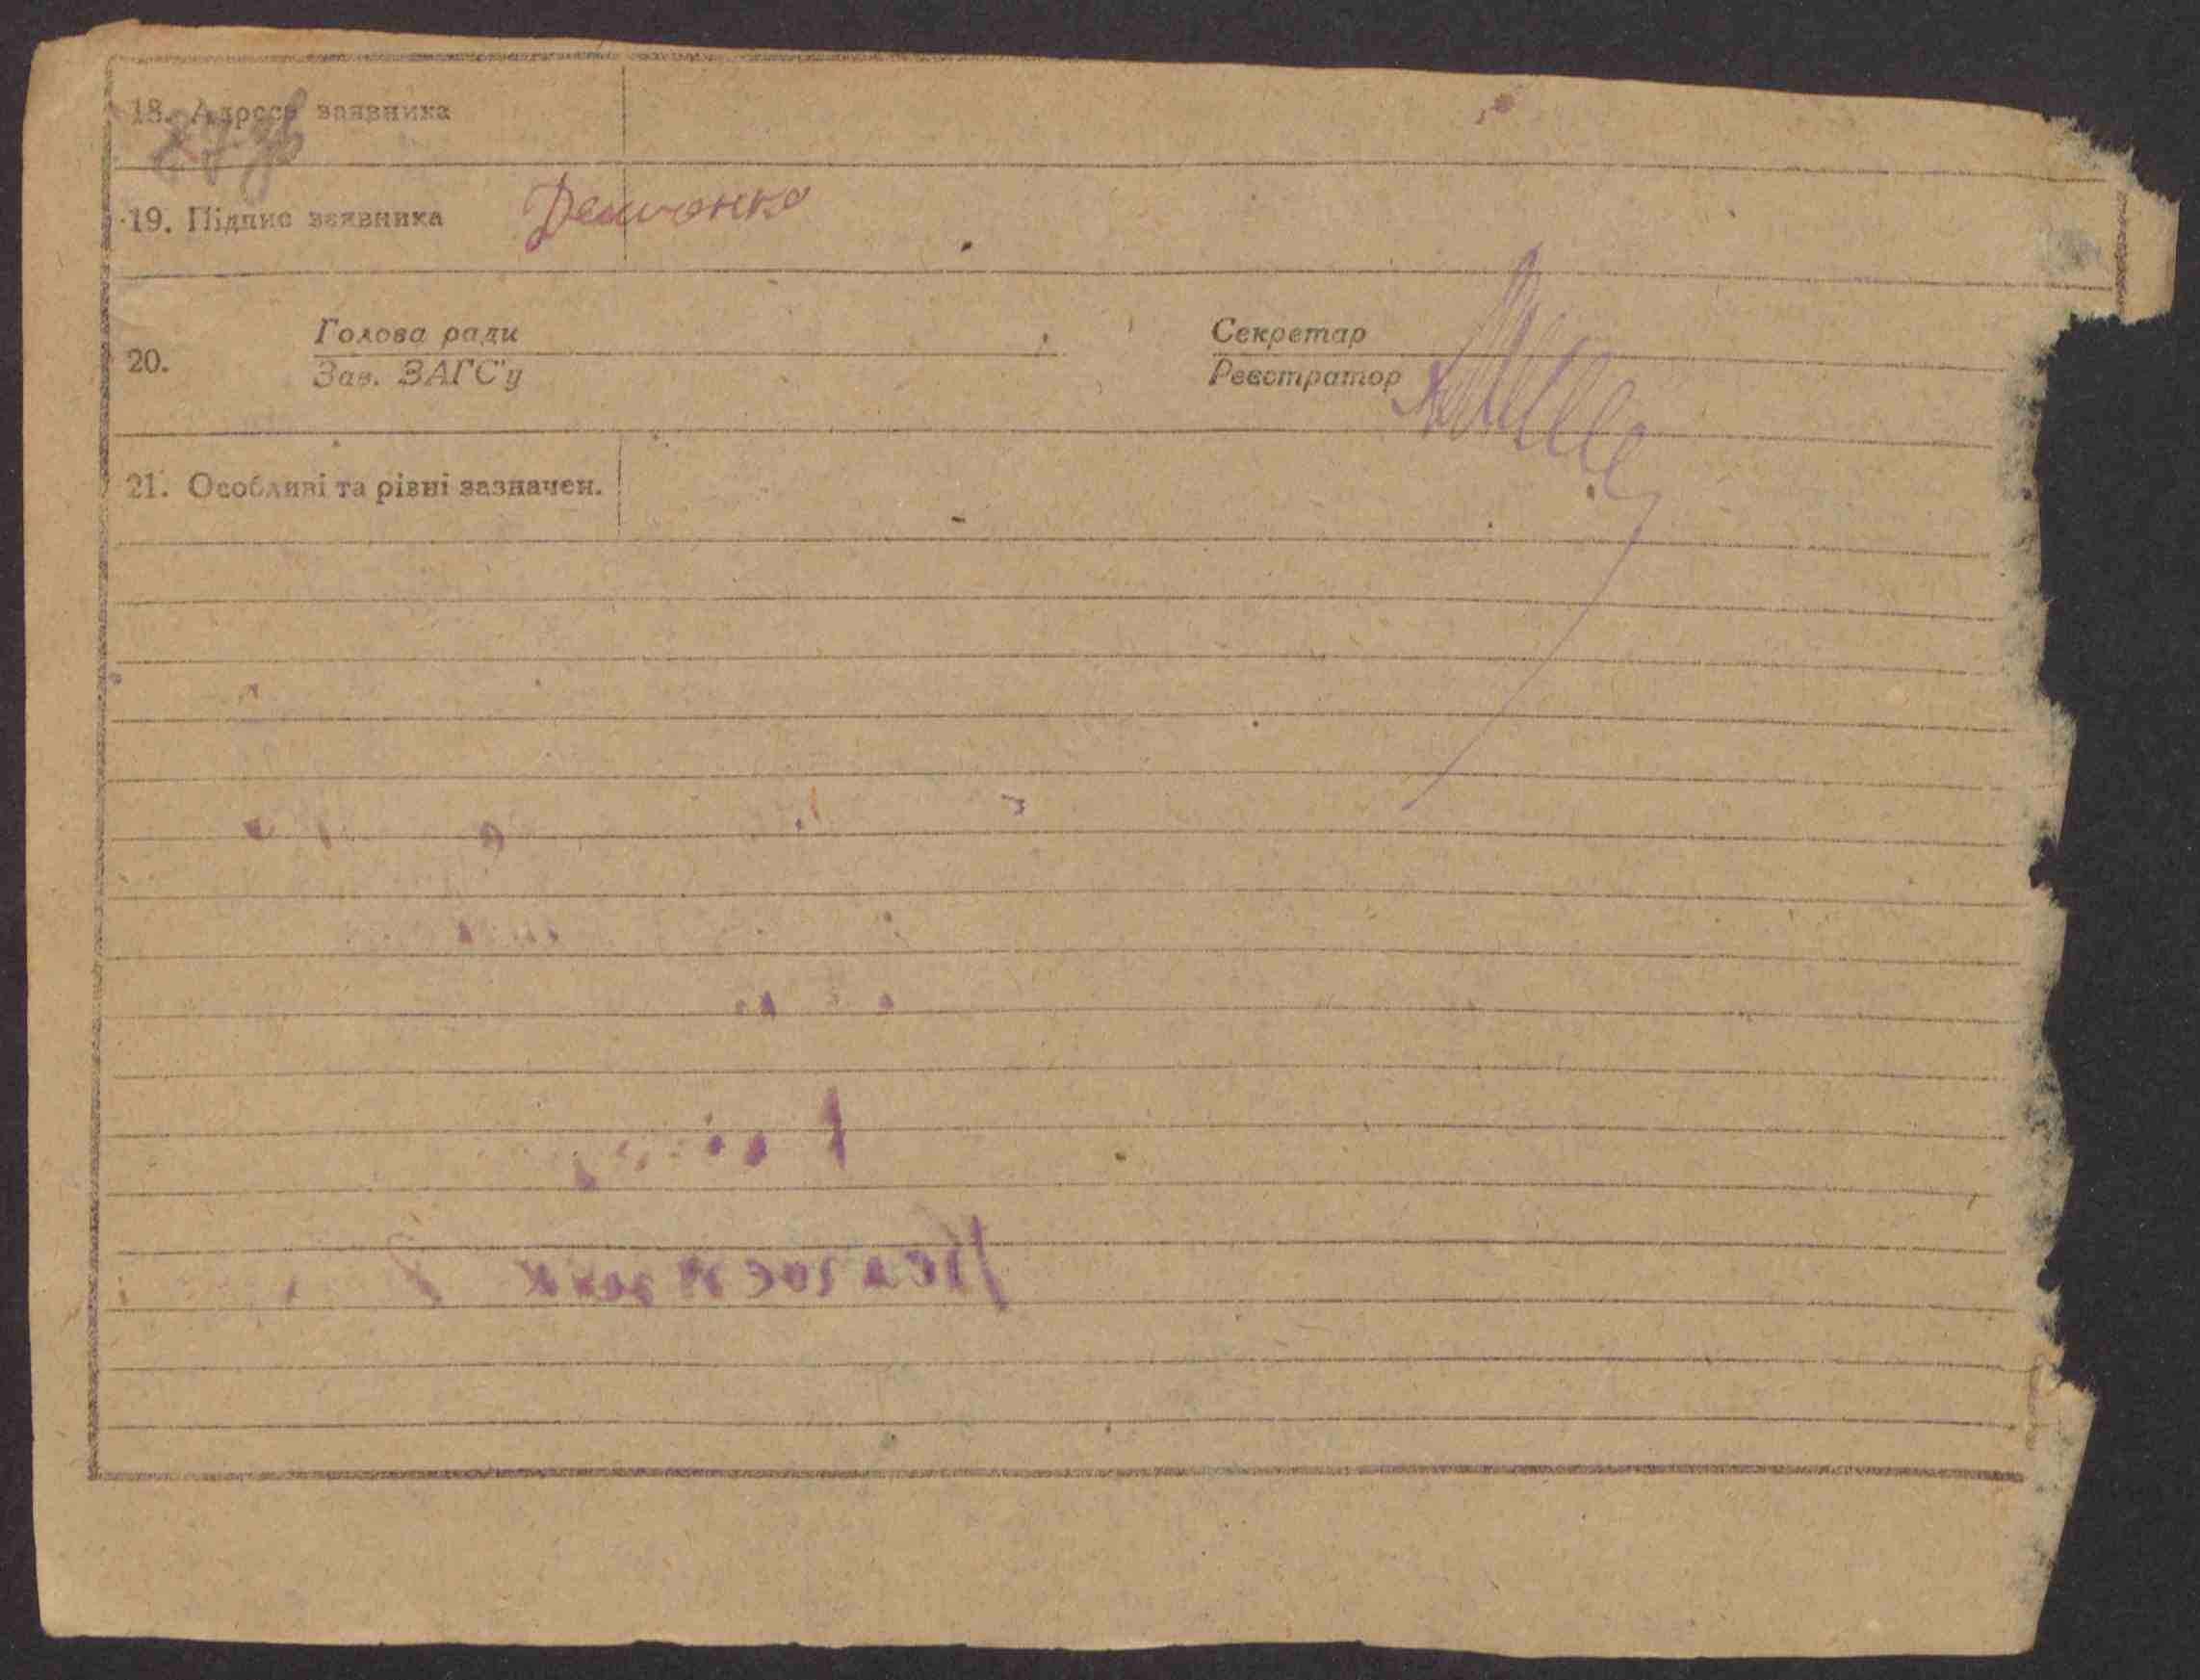 18. Адреса заявника
19. Підпис заявника Демченко
Голова ради Секретар
20.
Зав. ЗАГС'у Реєстратор
21. Особливі та рівні зазначен.